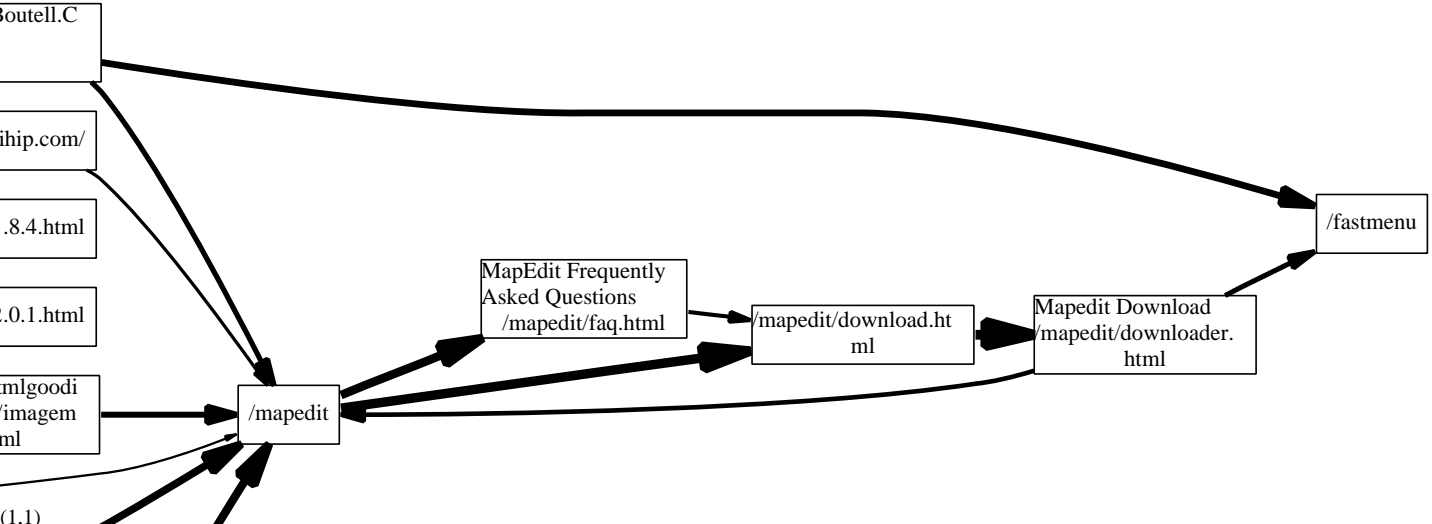 Boutell.C
ihip.com/
.8.4.html
2.0.1.html
tmlgoodi
/imagem
ml
(1,1)
/mapedit
MapEdit Frequently
Asked Questions
/mapedit/faq.html
/mapedit/download.ht
ml
Mapedit Download
/mapedit/downloader.
html
/fastmenu